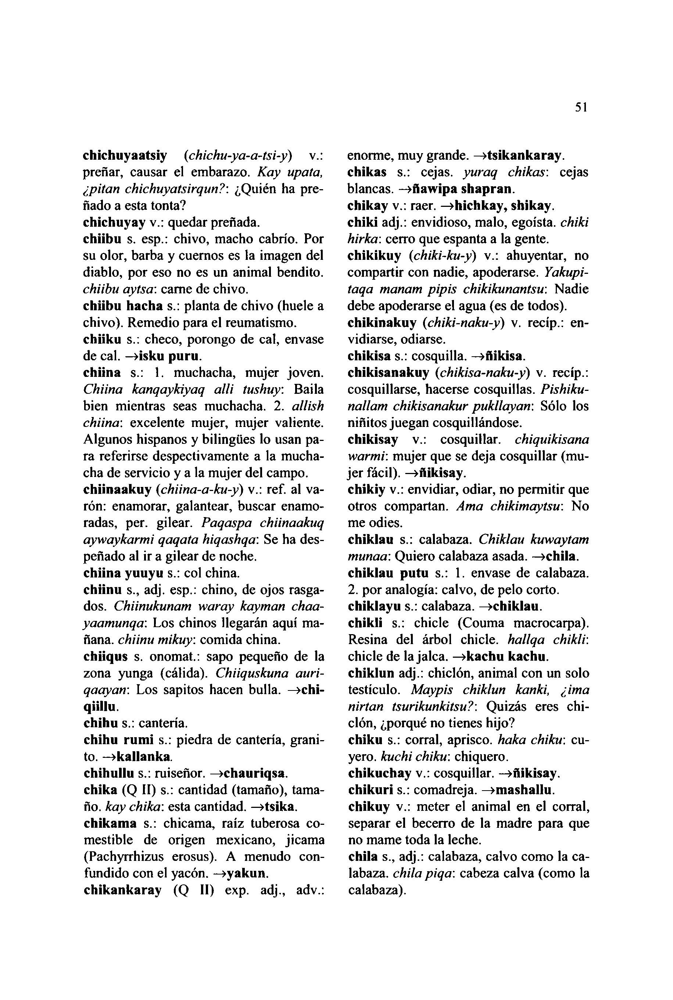 51
chichuyaatsiy (chichu-ya-a-tsi-y) v.:
preñar, causar el embarazo. Kay upata,
¿pitan chichuyatsirqun?: ¿Quién ha pre-
ñado a esta tonta?
chichuyay v.: quedar preñada.
chiibu s. esp.: chivo, macho cabrío. Por
su olor, barba y cuernos es la imagen del
diablo, por eso no es un animal bendito.
chiibu aytsa: carne de chivo.
chiibu hacha s.: planta de chivo (huele a
chivo). Remedio para el reumatismo.
chiiku s.: checo, porongo de cal, envase
de cal. →isku puru.
chiina s.: 1. muchacha, mujer joven.
Chiina kanqaykiyaq alli tushuy: Baila
bien mientras seas muchacha. 2. allish
chiina: excelente mujer, mujer valiente.
Algunos hispanos y bilingües lo usan pa-
ra referirse despectivamente a la mucha-
cha de servicio y a la mujer del campo.
chiinaakuy (chiina-a-ku-y) v.: ref. al va-
rón: enamorar, galantear, buscar enamo-
radas, per. gilear. Paqaspa chiinaakuq
aywaykarmi qaqata hiqashqa: Se ha des-
peñado al ir a gilear de noche.
chiina yuuyu s.: col china.
chiinu s., adj. esp.: chino, de ojos rasga-
dos. Chiinukunam waray kayman chaa-
yaamunqa: Los chinos llegarán aquí ma-
ñana. chiinu mikuy: comida china.
chiiqus s. onomat.: sapo pequeño de la
zona yunga (cálida). Chiiquskuna auri-
qaayan: Los sapitos hacen bulla. →chi-
qiillu.
chihu s.: cantería.
chihu rumi s.: piedra de cantería, grani-
to. →kallanka.
chihullu s.: ruiseñor. →chauriqsa.
chika (Q II) s.: cantidad (tamaño), tama-
ño. kay chika: esta cantidad. →tsika.
chikama s.: chicama, raíz tuberosa co-
mestible de origen mexicano, jicama
(Pachyrrhizus erosus). A menudo con-
fundido con el yacón. →yakun.
chikankaray (Q II) exp. adj., adv.:
enorme, muy grande. →tsikankaray.
chikas s.: cejas. yuraq chikas: cejas
blancas. →ñawipa shapran.
chikay v.: raer. →hichkay, shikay.
chiki adj.: envidioso, malo, egoísta. chiki
hirka: cerro que espanta a la gente.
chikikuy (chiki-ku-y) v.: ahuyentar, no
compartir con nadie, apoderarse. Yakupi-
taqa manam pipis chikikunantsu: Nadie
debe apoderarse el agua (es de todos).
chikinakuy (chiki-naku-y) v. recíp.: en-
vidiarse, odiarse.
chikisa s.: cosquilla. →ñikisa.
chikisanakuy (chikisa-naku-y) v. recíp.:
cosquillarse, hacerse cosquillas. Pishiku-
nallam chikisanakur pukllayan: Sólo los
niñitos juegan cosquillándose.
chikisay v.: cosquillar. chiquikisana
warmi: mujer que se deja cosquillar (mu-
jer fácil). →ñikisay.
chikiy v.: envidiar, odiar, no permitir que
otros compartan. Ama chikimaytsu: No
me odies.
chiklau s.: calabaza. Chiklau kuwaytam
munaa: Quiero calabaza asada. →chila.
chiklau putu s.: 1. envase de calabaza.
2. por analogía: calvo, de pelo corto.
chiklayu s.: calabaza. →chiklau.
chikli s.: chicle (Couma macrocarpa).
Resina del árbol chicle. hallqa chikli:
chicle de la jalca. →kachu kachu.
chiklun adj.: chiclón, animal con un solo
testículo. Maypis chiklun kanki, ¿ima
nirtan tsurikunkitsu?: Quizás eres chi-
clón, ¿porqué no tienes hijo?
chiku s.: corral, aprisco. haka chiku: cu-
yero. kuchi chiku: chiquero.
chikuchay v.: cosquillar. →ñikisay.
chikuri s.: comadreja. →mashallu.
chikuy v.: meter el animal en el corral,
separar el becerro de la madre para que
no mame toda la leche.
chila s., adj.: calabaza, calvo como la ca-
labaza. chila piqa: cabeza calva (como la
calabaza).